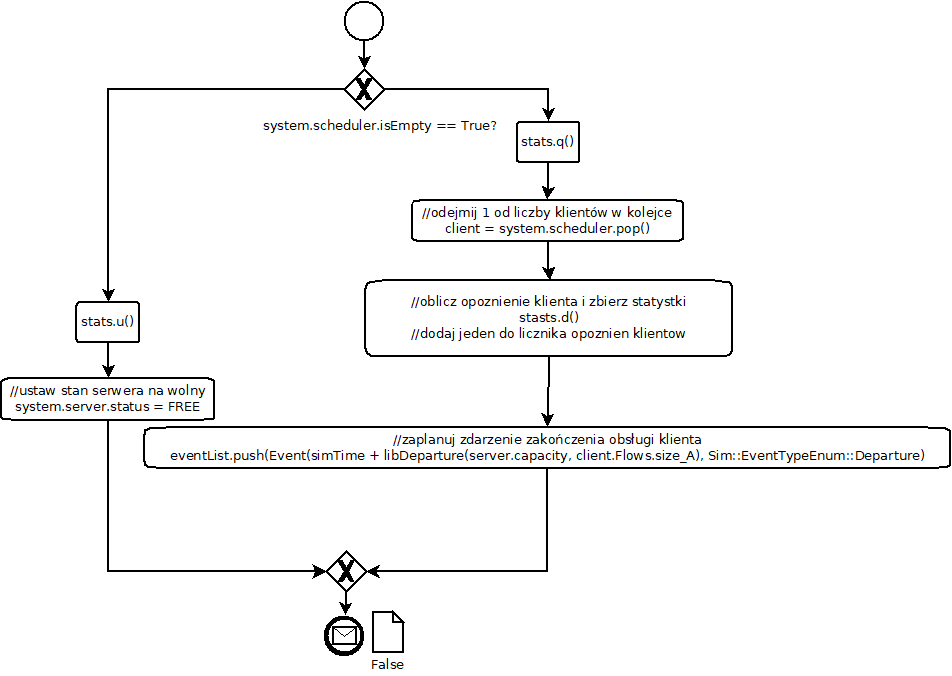 system.scheduler.isEmpty == True?
stats.q()
//odejmij 1 od liczby klientów w kolejce
client = system.scheduler.pop()
//oblicz opoznienie klienta i zbierz statystki
stasts.d()
//dodaj jeden do licznika opoznien klientow
stats.u()
//ustaw stan serwera na wolny
system.server.status = FREE
//zaplanuj zdarzenie zakończenia obsługi klienta
eventList.push(Event(simTime + libDeparture(server.capacity, client.Flows.size_A), Sim::EventTypeEnum::Departure)
False